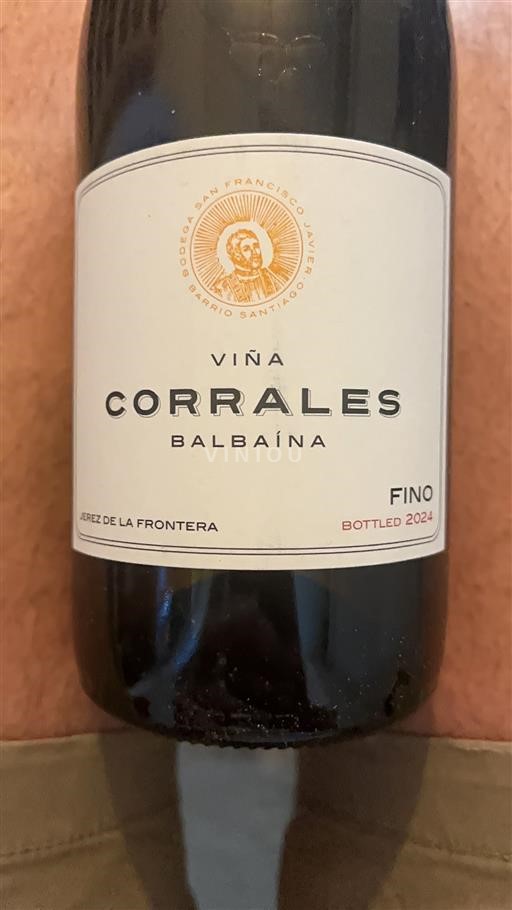 BODEGA SAN FRANCISCO JAVIER ·
BARRIO SANTIAGO ·
VIÑA
CORRALES
BALBAÍNA
VINIOU
FINO
JEREZ DE LA FRONTERA
BOTTLED 2024